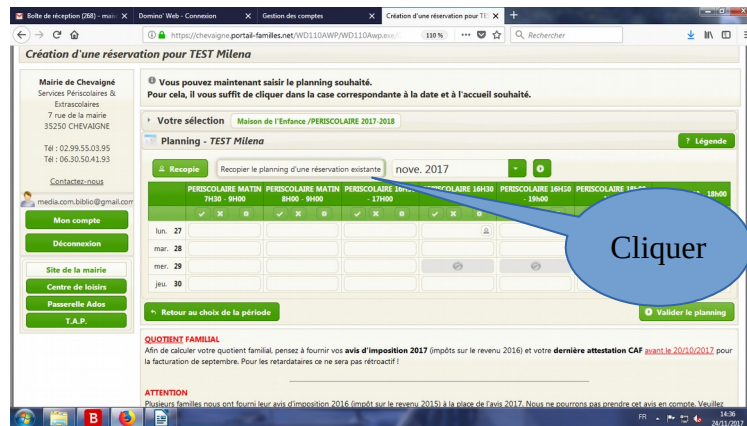 Boîte de réception (268) - main
Domino' Web - Connexion
Gestion des comptes
Création d'une réservation pour TES
https://chevaigne.portail-familles.net/WD110AWP/WD110Awp.exe/C
110 %
Rechercher
Création d'une réservation pour TEST Milena
Mairie de Chevaigné
Services Périscolaires &
Extrascolaires
7 rue de la mairie
35250 CHEVAIGNE
Tél : 02.99.55.03.95
Tél : 06.30.50.41.93
Contactez-nous
media.com.biblio@gmail.com
Mon compte
Déconnexion
Site de la mairie
Centre de loisirs
Passerelle Ados
T.A.P.
Vous pouvez maintenant saisir le planning souhaité.
Pour cela, il vous suffit de cliquer dans la case correspondante à la date et à l'accueil souhaité.
Votre sélection Maison de l'Enfance /PERISCOLAIRE 2017-2018
Planning - TEST Milena
? Légende
Recopie
Recopier le planning d'une réservation existante
nove. 2017
PERISCOLAIRE MATIN 7H30 - 9H00
PERISCOLAIRE MATIN 8H00 - 9H00
PERISCOLAIRE 16H30 - 17H00
PERISCOLAIRE 16H30
PERISCOLAIRE 16H30 - 19h00
PERISCOLAIRE
- 18h00
lun. 27
mar. 28
mer. 29
jeu. 30
Cliquer
Retour au choix de la période
Valider le planning
QUOTIENT FAMILIAL
Afin de calculer votre quotient familial, pensez à fournir vos avis d'imposition 2017 (impôts sur le revenu 2016) et votre dernière attestation CAF avant le 20/10/2017 pour
la facturation de septembre. Pour les retardataires ce ne sera pas rétroactif !
ATTENTION
Plusieurs familles nous ont fourni leur avis d'imposition 2016 (impôt sur le revenu 2015) à la place de l'avis 2017. Nous ne pourrons pas prendre cet avis en compte. Veuillez
FR
14:36
24/11/2017